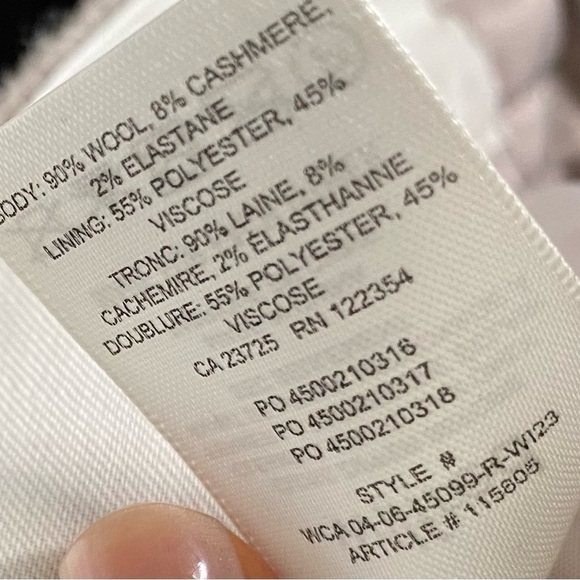 BODY: 90% WOOL, 8% CASHMERE,
2% ELASTANE
LINING: 55% POLYESTER, 45%
VISCOSE
TRONC: 90% LAINE, 8%
CACHEMIRE, 2% ÉLASTHANNE
DOUBLURE: 55% POLYESTER, 45%
VISCOSE
CA 23725 RN 122354
PO 4500210316
PO 4500210317
PO 4500210318
STYLE #
WCA.04-06-45099-R-WI23
ARTICLE # 115805